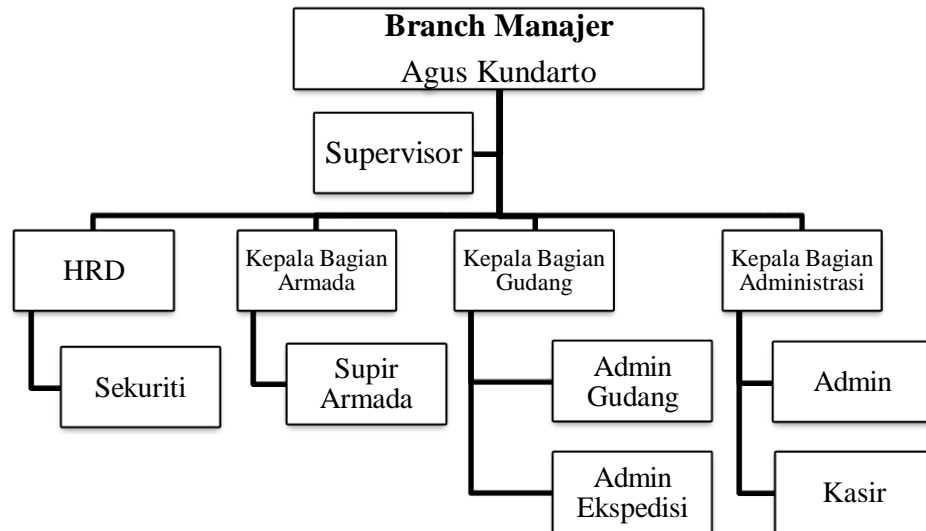 Branch Manajer
Agus Kundarto
Supervisor
HRD
Kepala Bagian
Armada
Kepala Bagian
Gudang
Kepala Bagian
Administrasi
Sekuriti
Supir
Armada
Admin
Gudang
Admin
Admin
Ekspedisi
Kasir